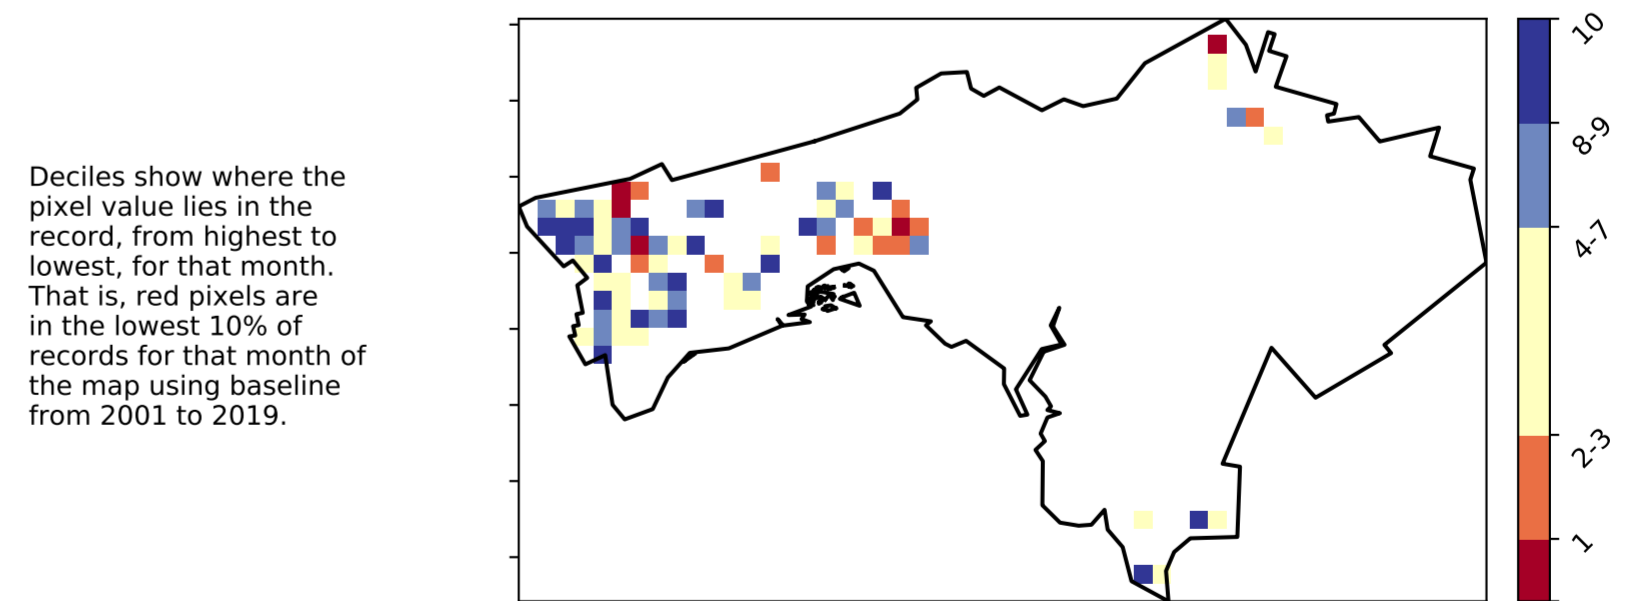 Deciles show where the
pixel value lies in the
record, from highest to
lowest, for that month.
That is, red pixels are
in the lowest 10% of
records for that month of
the map using baseline
from 2001 to 2019.
10
8-9
4-7
2-3
1